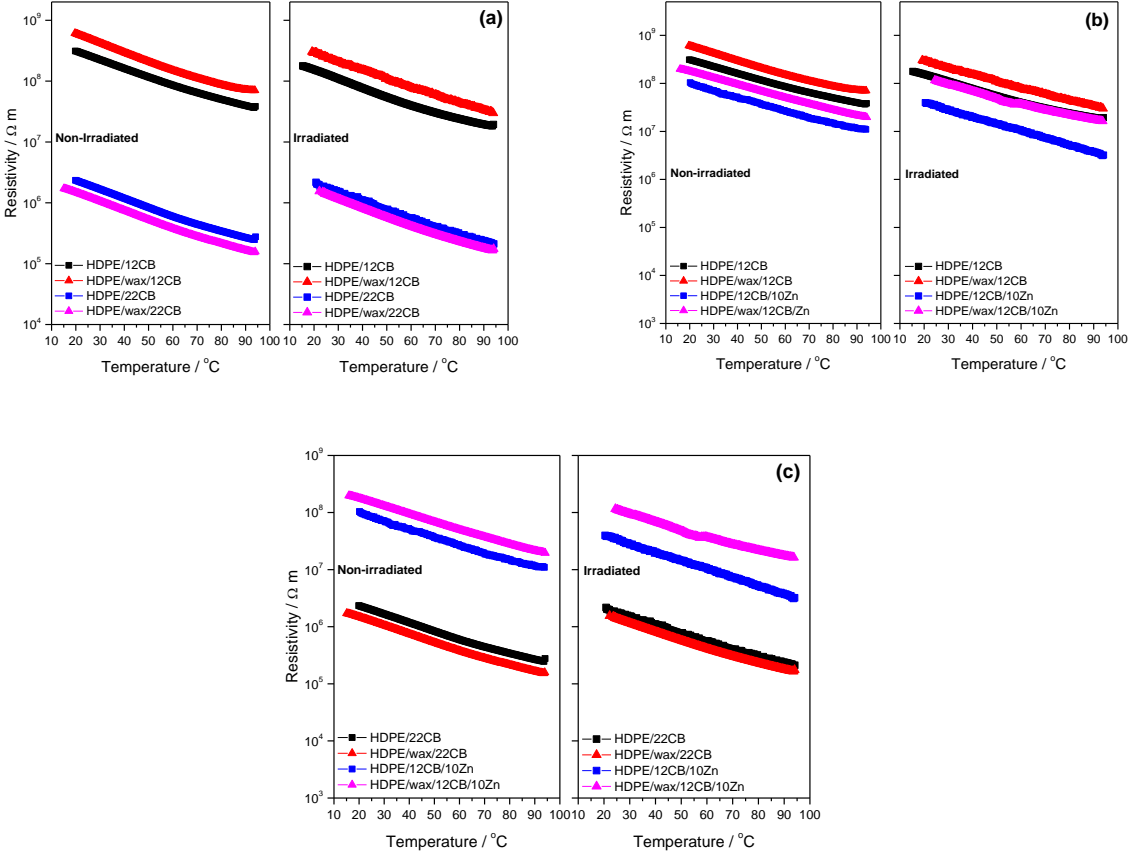 (a)
10⁹
10⁸
10⁷
10⁶
10⁵
10⁴
Resistivity / Ω m
Non-Irradiated
HDPE/12CB
HDPE/wax/12CB
HDPE/22CB
HDPE/wax/22CB
10 20 30 40 50 60 70 80 90 100
Temperature / °C
Irradiated
HDPE/12CB
HDPE/wax/12CB
HDPE/22CB
HDPE/wax/22CB
20 30 40 50 60 70 80 90 100
Temperature / °C
(b)
10⁹
10⁸
10⁷
10⁶
10⁵
10⁴
10³
Resistivity / Ω m
Non-irradiated
HDPE/12CB
HDPE/wax/12CB
HDPE/12CB/10Zn
HDPE/wax/12CB/Zn
10 20 30 40 50 60 70 80 90
Temperature / °C
Irradiated
HDPE/12CB
HDPE/wax/12CB
HDPE/12CB/10Zn
HDPE/wax/12CB/10Zn
10 20 30 40 50 60 70 80 90 100
Temperature / °C
(c)
10⁹
10⁸
10⁷
10⁶
10⁵
10⁴
10³
Resistivity / Ω m
Non-irradiated
HDPE/22CB
HDPE/wax/22CB
HDPE/12CB/10Zn
HDPE/wax/12CB/10Zn
10 20 30 40 50 60 70 80 90
Temperature / °C
Irradiated
HDPE/22CB
HDPE/wax/22CB
HDPE/12CB/10Zn
HDPE/wax/12CB/10Zn
10 20 30 40 50 60 70 80 90 100
Temperature / °C